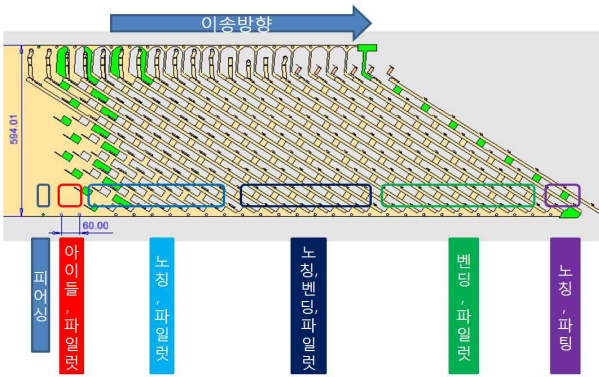 이송방향
594.01
60.00
피어싱
아이들,파일럿
노칭,파일럿
노칭,벤딩,파일럿
벤딩,파일럿
노칭,파팅